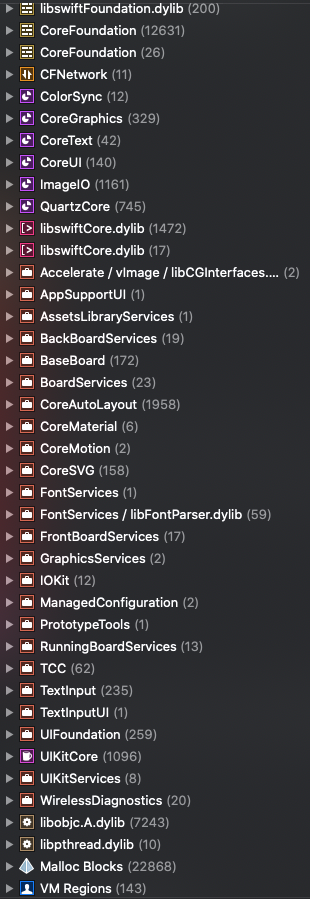 libswiftFoundation.dylib (200)
CoreFoundation (12631)
CoreFoundation (26)
CFNetwork (11)
ColorSync (12)
CoreGraphics (329)
CoreText (42)
CoreUI (140)
ImageIO (1161)
QuartzCore (745)
libswiftCore.dylib (1472)
libswiftCore.dylib (17)
Accelerate / vImage / libCGInterfaces.... (2)
AppSupportUI (1)
AssetsLibraryServices (1)
BackBoardServices (19)
BaseBoard (172)
BoardServices (23)
CoreAutoLayout (1958)
CoreMaterial (6)
CoreMotion (2)
CoreSVG (158)
FontServices (1)
FontServices / libFontParser.dylib (59)
FrontBoardServices (17)
GraphicsServices (2)
IOKit (12)
ManagedConfiguration (2)
PrototypeTools (1)
RunningBoardServices (13)
TCC (62)
TextInput (235)
TextInputUI (1)
UIFoundation (259)
UIKitCore (1096)
UIKitServices (8)
WirelessDiagnostics (20)
libobjc.A.dylib (7243)
libpthread.dylib (10)
Malloc Blocks (22868)
VM Regions (143)